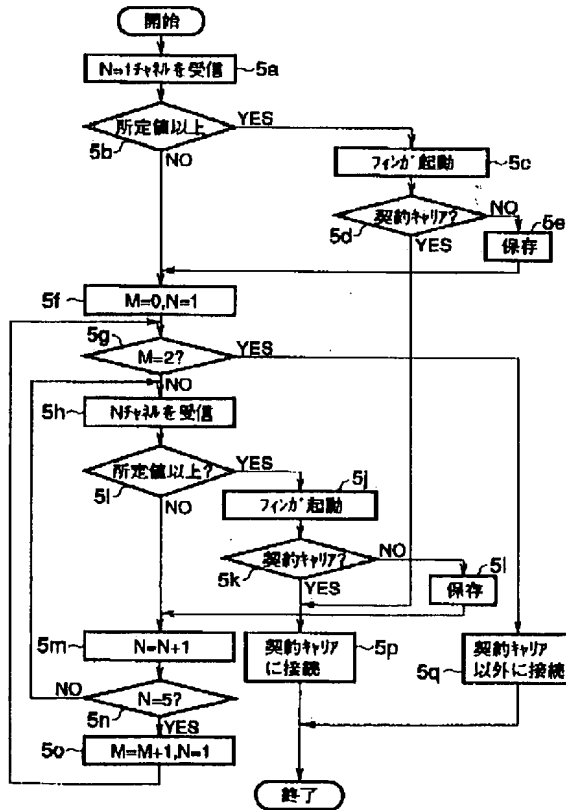 開始
N=1チャネルを受信
5a
所定値以上
5b
YES
NO
フィンガ起動
5c
契約キャリア?
5d
NO
YES
5e
保存
5f
M=0,N=1
5g
M=2?
YES
NO
5h
Nチャネルを受信
所定値以上?
5i
YES
NO
5j
フィンガ起動
契約キャリア?
5k
NO
YES
5l
保存
5m
N=N+1
NO
N=5?
5n
YES
5o
M=M+1,N=1
契約キャリア
に接続
5p
契約キャリア
以外に接続
5q
終了